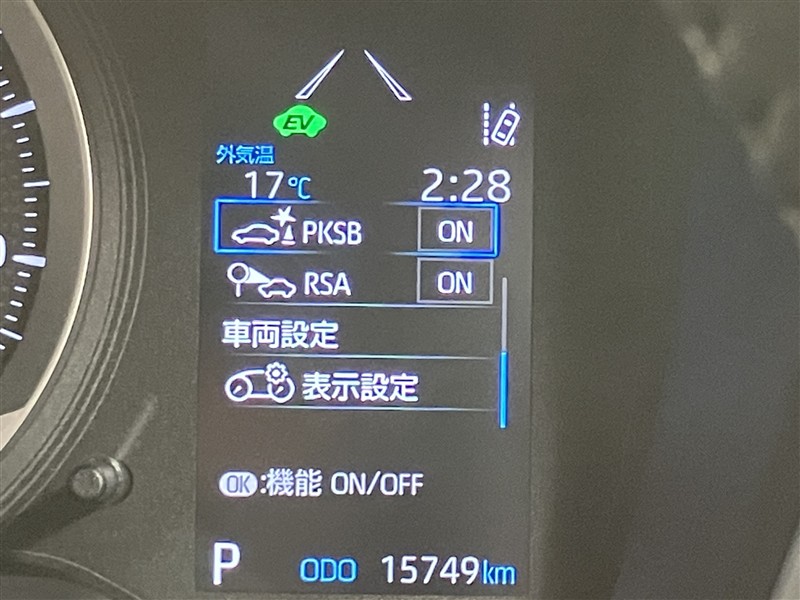 EV
外気温
17℃ 2:28
PKSB ON
RSA ON
車両設定
表示設定
OK:機能 ON/OFF
P ODO 15749km